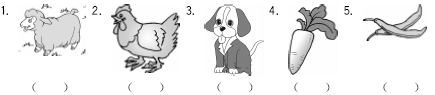 1. 2. 3. 4. 5.
( ) ( ) ( ) ( ) ( )